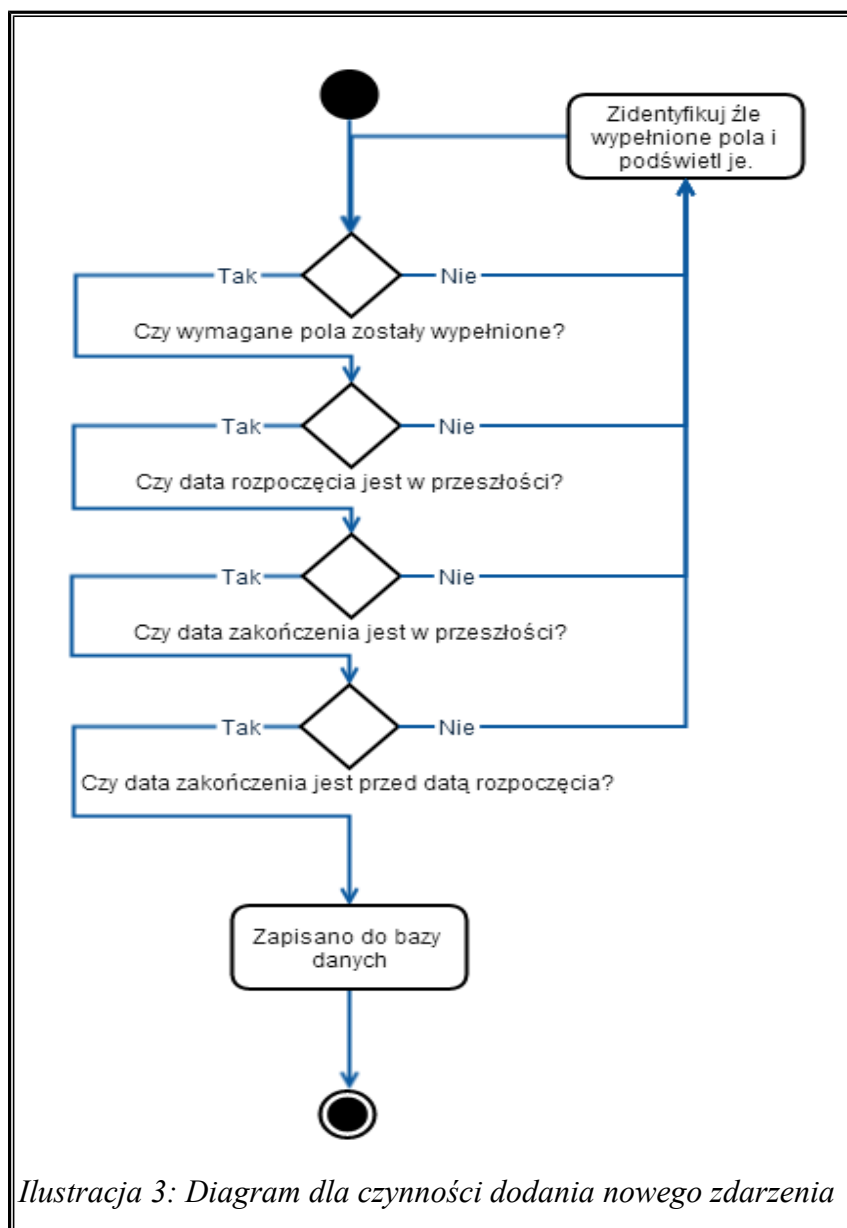 Zidentyfikuj źle
wypełnione pola i
podświetl je.
Tak
Nie
Czy wymagane pola zostały wypełnione?
Tak
Nie
Czy data rozpoczęcia jest w przeszłości?
Tak
Nie
Czy data zakończenia jest w przeszłości?
Tak
Nie
Czy data zakończenia jest przed datą rozpoczęcia?
Zapisano do bazy
danych
Ilustracja 3: Diagram dla czynności dodania nowego zdarzenia